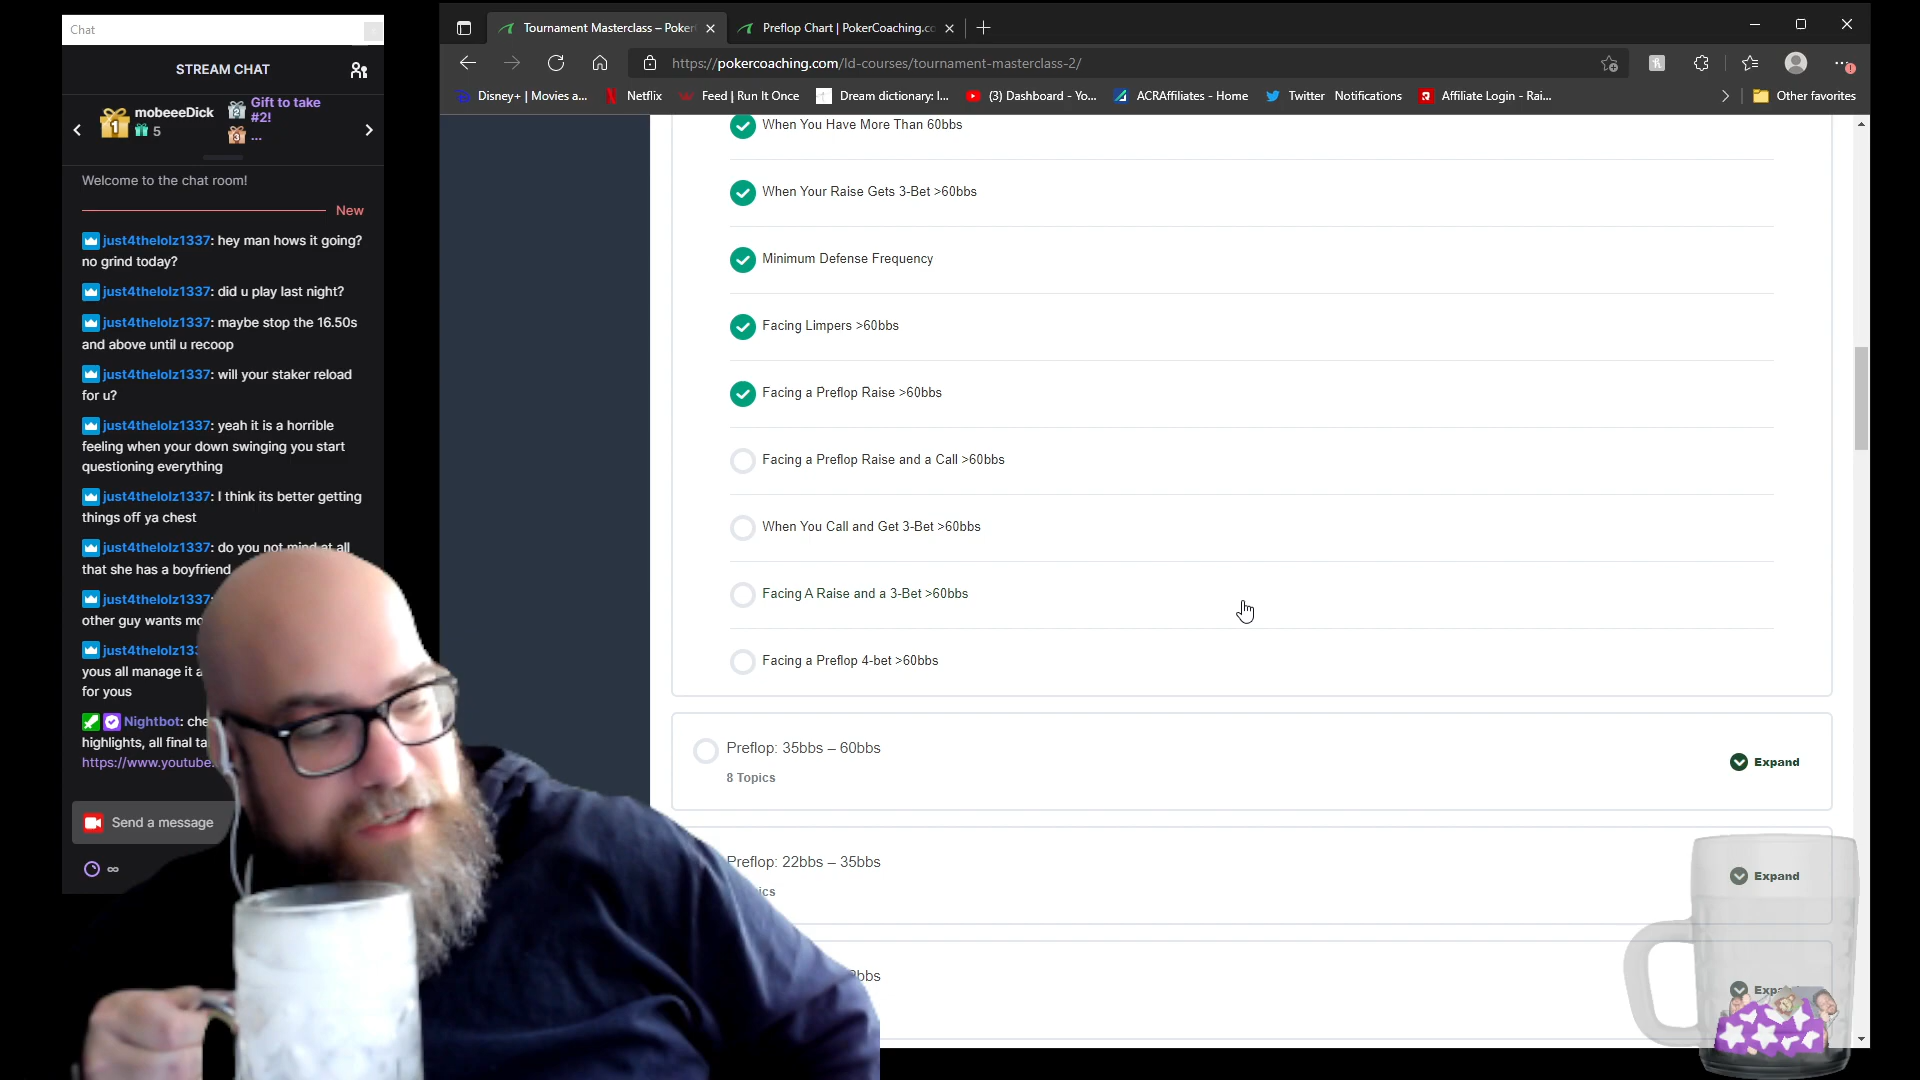 Chat
STREAM CHAT
1
mobeeeDick
5
2
Gift to take
#2!
3
...
Welcome to the chat room!
New
just4thelolz1337: hey man hows it going?
no grind today?
just4thelolz1337: did u play last night?
just4thelolz1337: maybe stop the 16.50s
and above until u recoop
just4thelolz1337: will your staker reload
for u?
just4thelolz1337: yeah it is a horrible
feeling when your down swinging you start
questioning everything
just4thelolz1337: I think its better getting
things off ya chest
just4thelolz1337: do you not mind at all
that she has a boyfriend
just4thelolz1337:
other guy wants
just4thelolz133
yous all manage it
for yous
Nightbot:
highlights, all final
https://www.youtube.
Send a message
∞
Tournament Masterclass – Poker
Preflop Chart | PokerCoaching.co
https://pokercoaching.com/ld-courses/tournament-masterclass-2/
Disney+ | Movies a...
Netflix
Feed | Run It Once
Dream dictionary: I...
(3) Dashboard - Yo...
ACRAffiliates - Home
Twitter
Notifications
Affiliate Login - Rai...
Other favorites
When You Have More Than 60bbs
When Your Raise Gets 3-Bet >60bbs
Minimum Defense Frequency
Facing Limpers >60bbs
Facing a Preflop Raise >60bbs
Facing a Preflop Raise and a Call >60bbs
When You Call and Get 3-Bet >60bbs
Facing A Raise and a 3-Bet >60bbs
Facing a Preflop 4-bet >60bbs
Preflop: 35bbs – 60bbs
8 Topics
Expand
Preflop: 22bbs – 35bbs
Expand